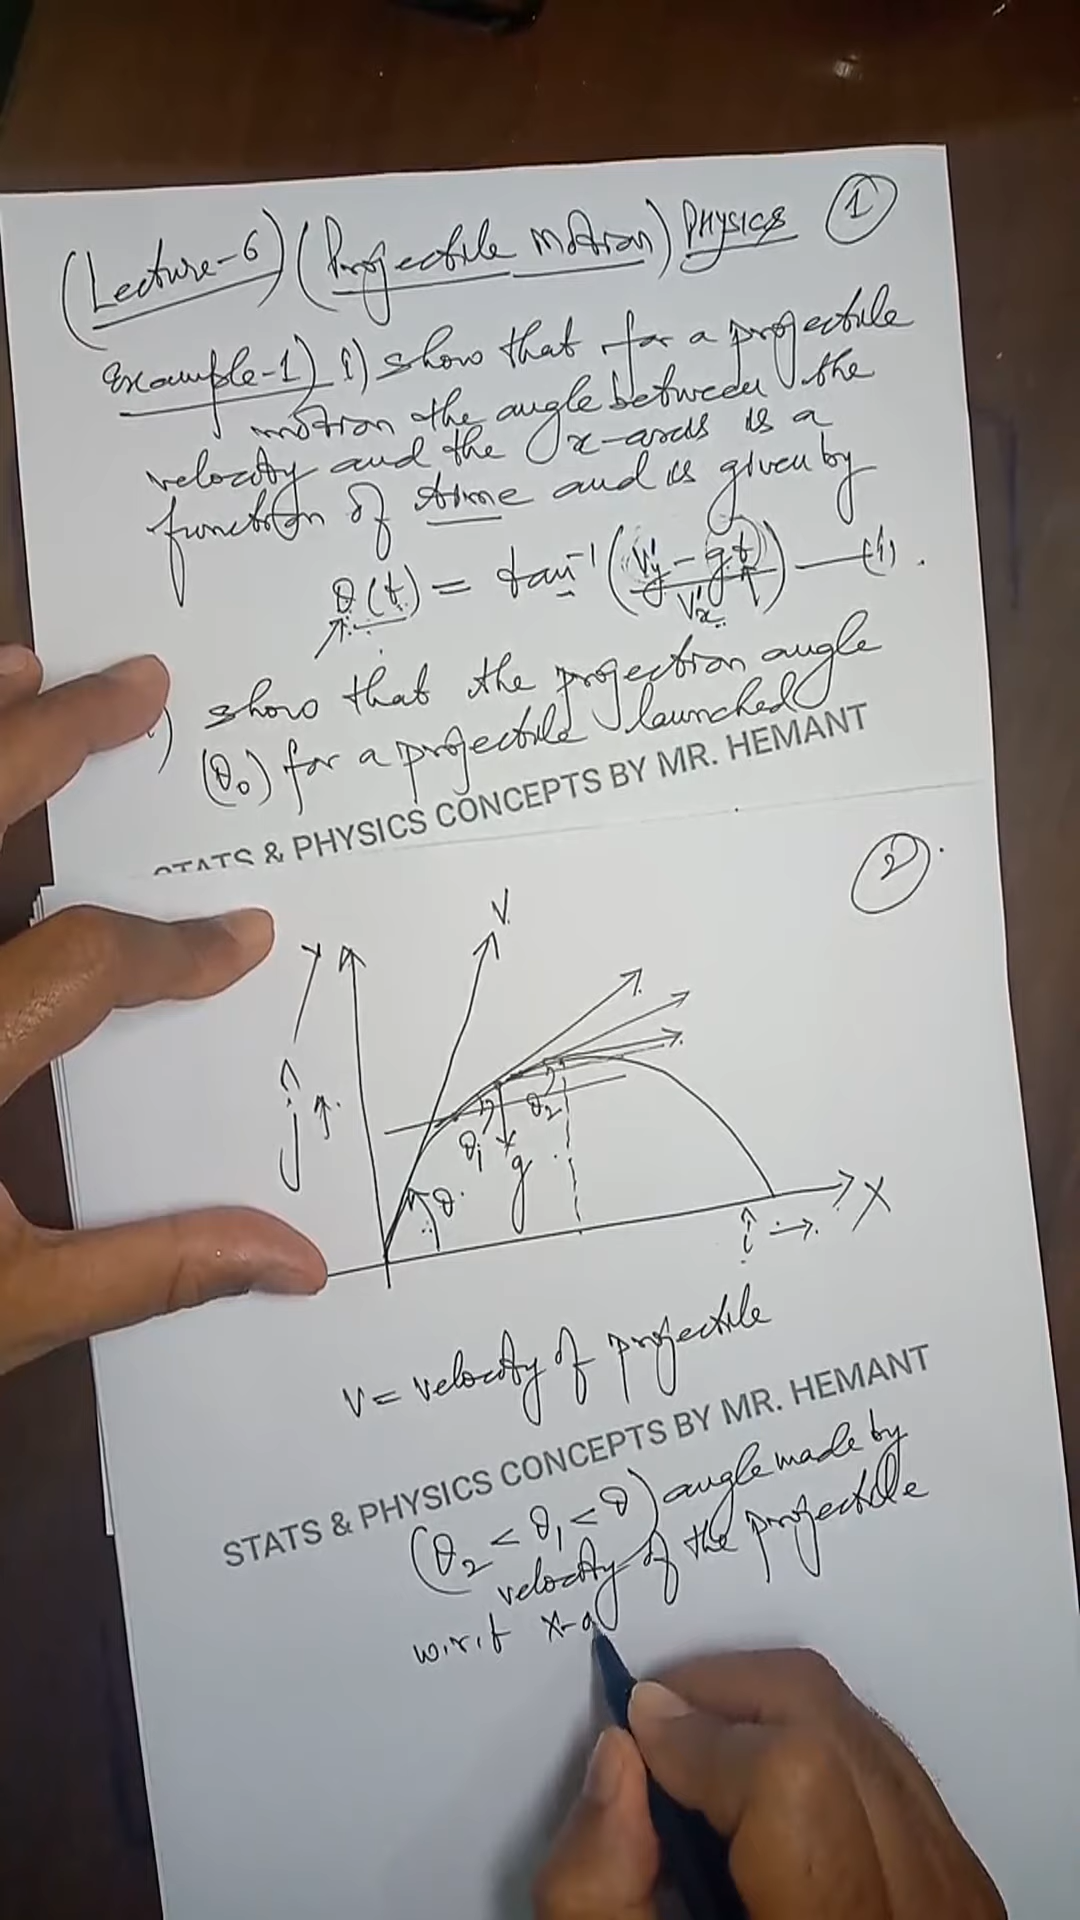 (Lecture-6) (Projectile motion) Physics 1
Example-1) i) show that for a projectile
motion the angle between the
velocity and the x-axis is a
function of time and is given by
θ(t) = tan⁻¹ (Vy - gt / Vx) — (1).
) show that the projection angle
(θ₀) for a projectile launched
STATS & PHYSICS CONCEPTS BY MR. HEMANT
2
V
Y
ĵ
θ₁
θ₂
g
θ
î → X
V = velocity of projectile
STATS & PHYSICS CONCEPTS BY MR. HEMANT
(θ₂ < θ₁ < θ) angle made by
velocity of the projectile
w.r.t x-a